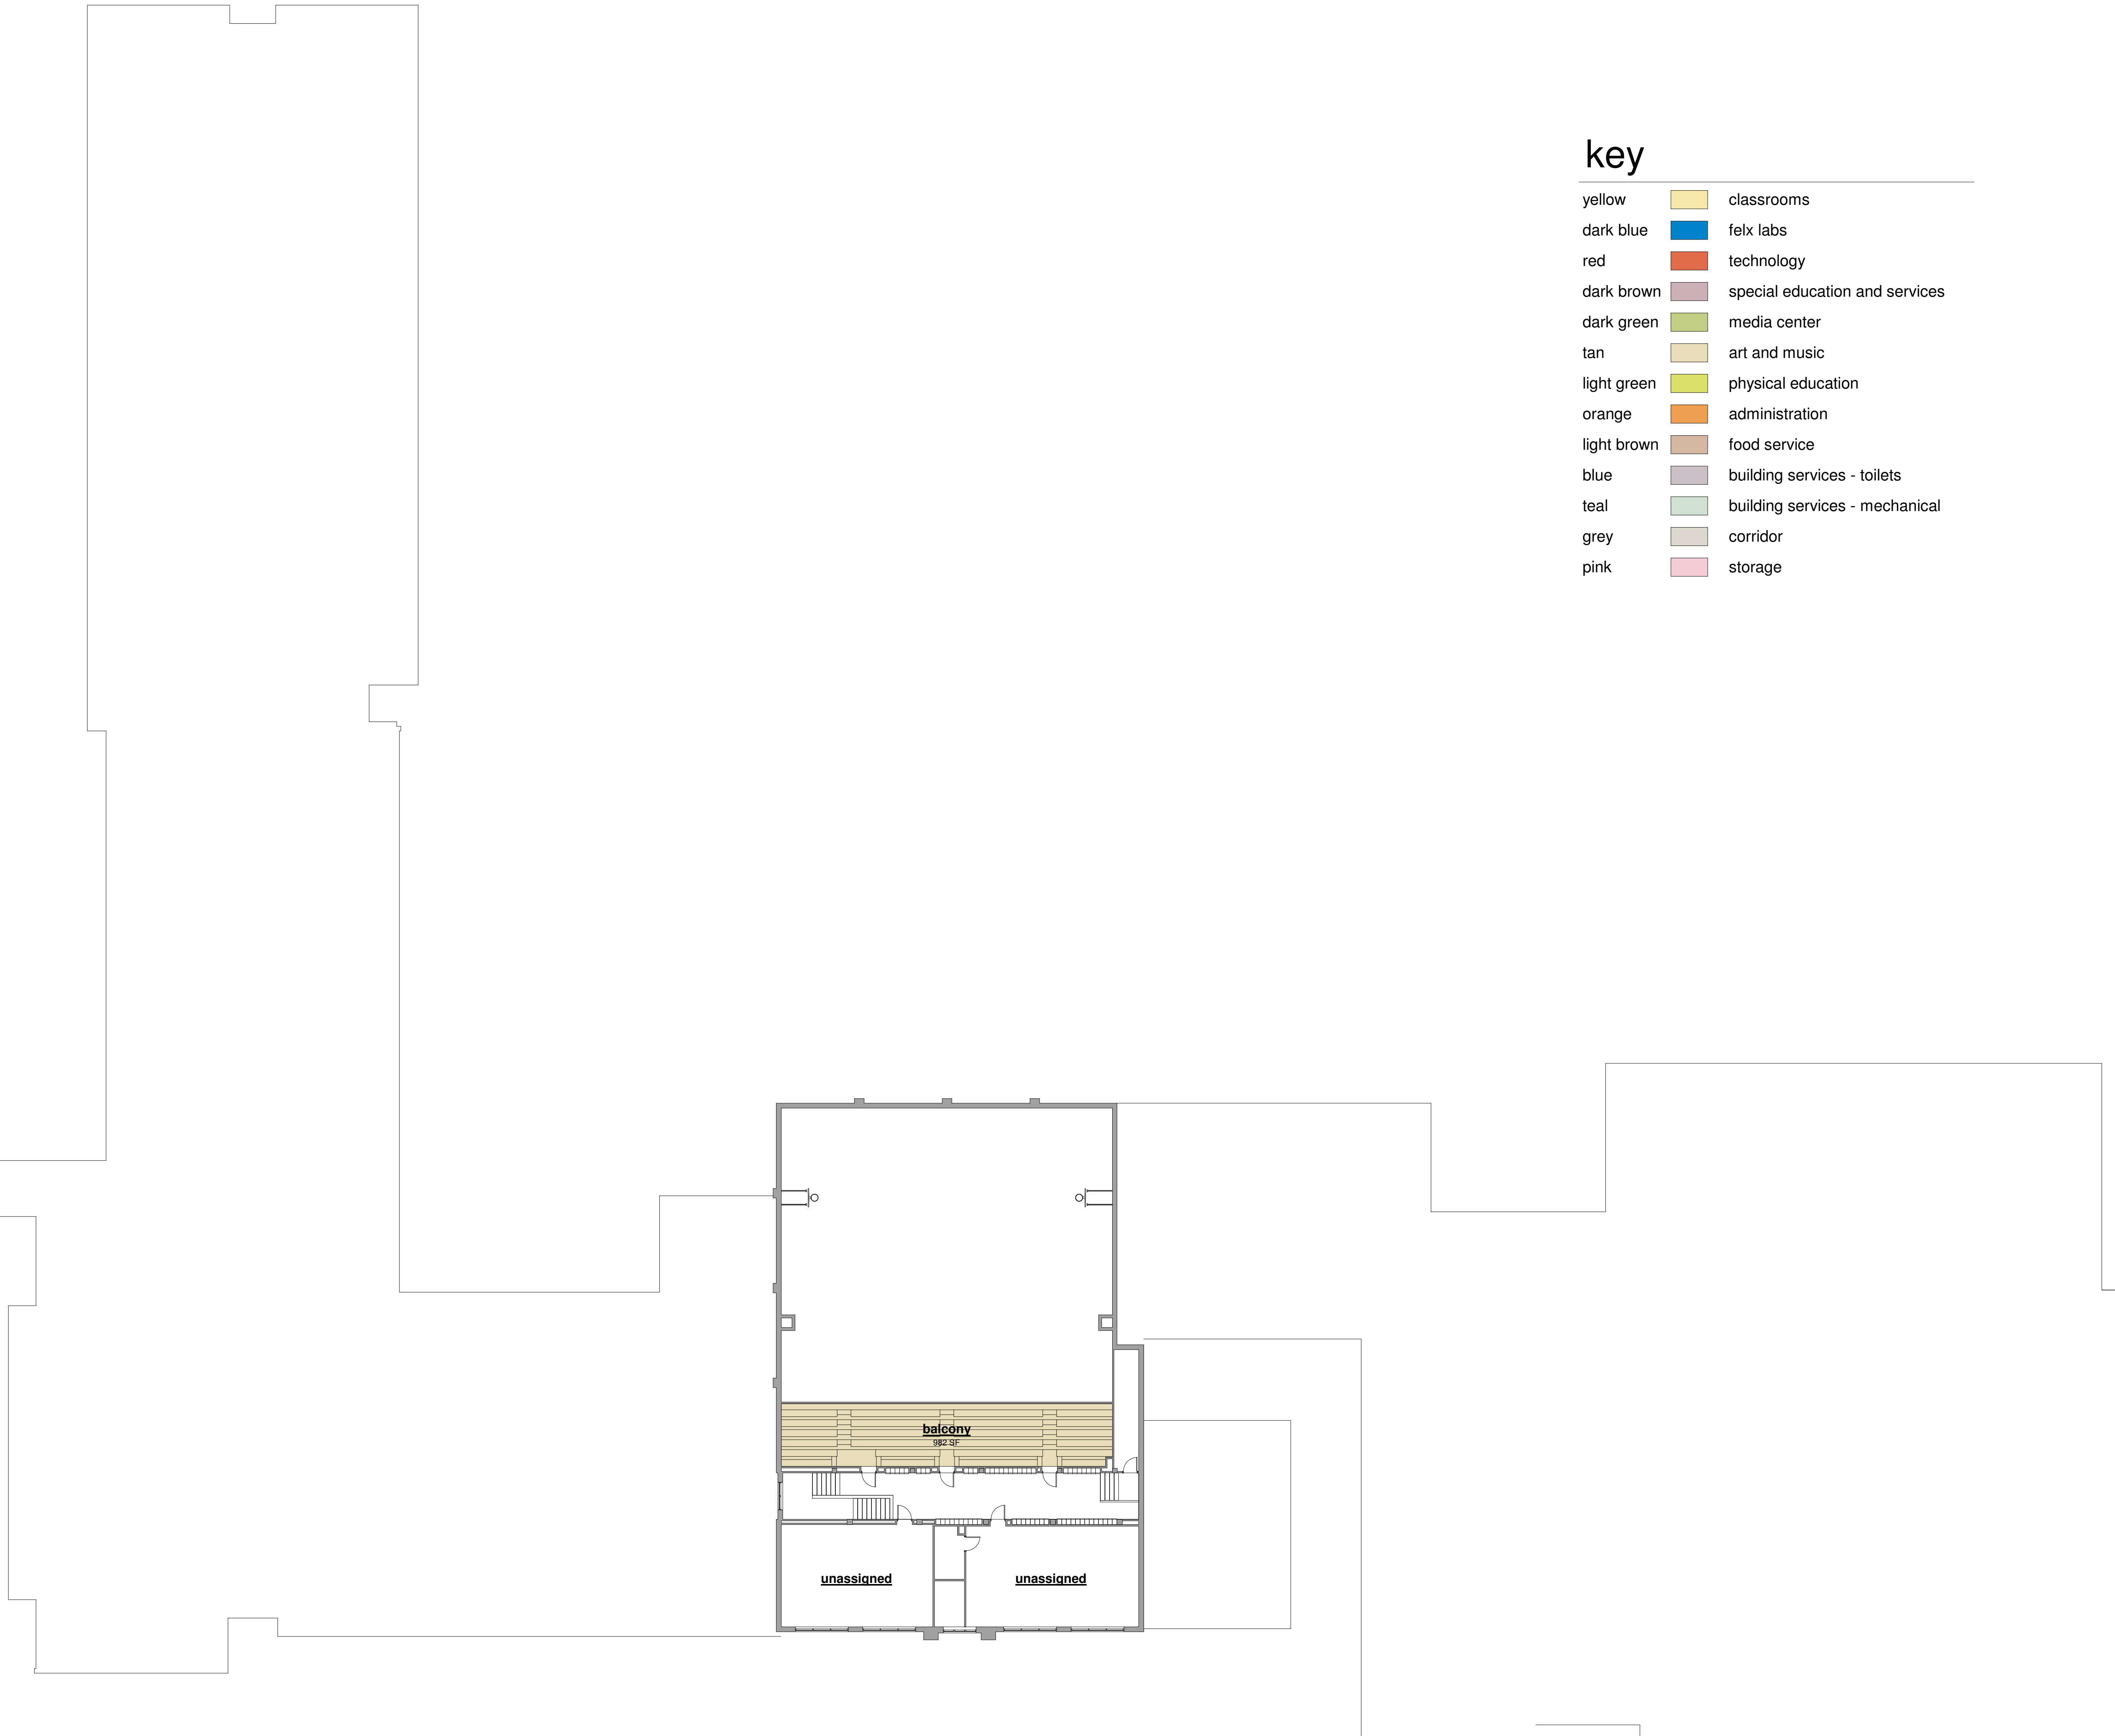 key
yellow classrooms
dark blue felx labs
red technology
dark brown special education and services
dark green media center
tan art and music
light green physical education
orange administration
light brown food service
blue building services - toilets
teal building services - mechanical
grey corridor
pink storage
balcony
982 SF
unassigned unassigned